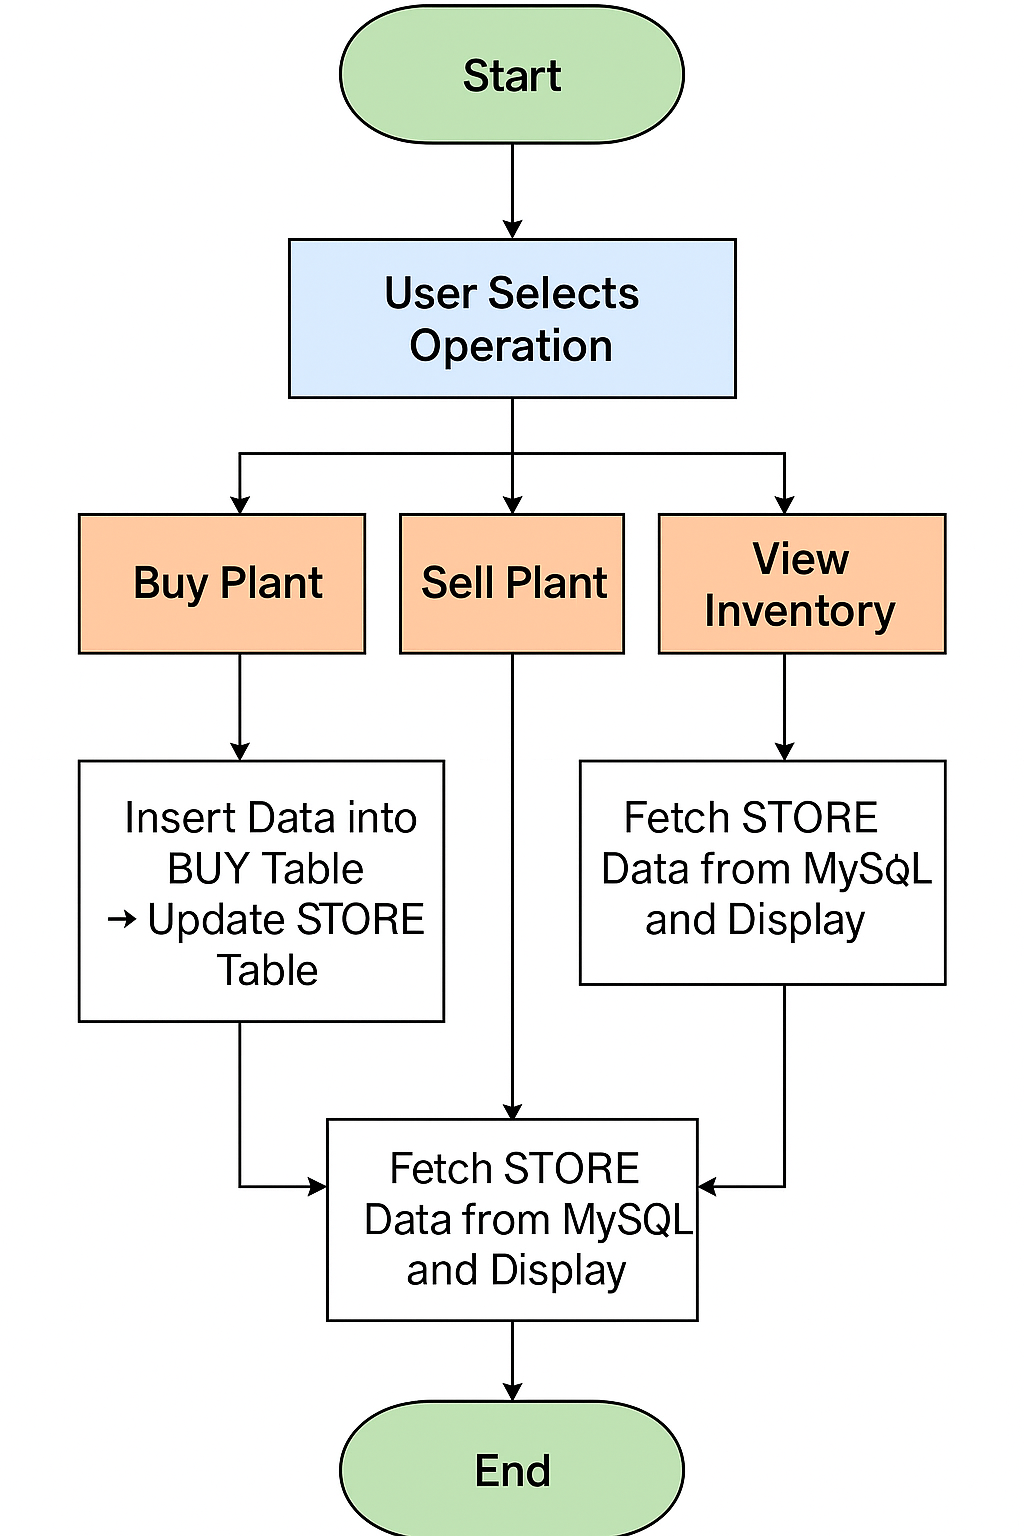 Start
User Selects
Operation
Buy Plant
Sell Plant
View
Inventory
Insert Data into
BUY Table
→ Update STORE
Table
Fetch STORE
Data from MySQL
and Display
Fetch STORE
Data from MySQL
and Display
End